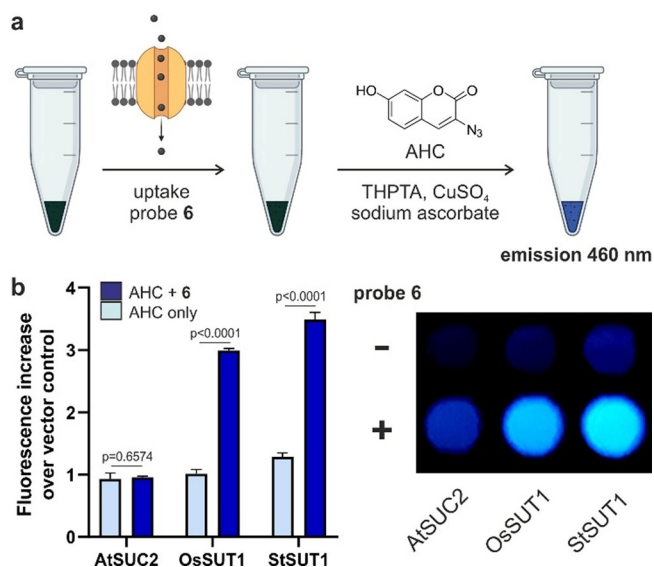 a
HO
O
O
N₃
AHC
uptake
probe 6
THPTA, CuSO₄
sodium ascorbate
emission 460 nm
b
AHC + 6
AHC only
Fluorescence increase
over vector control
4
3
2
1
0
p=0.6574
p<0.0001
p<0.0001
AtSUC2
OsSUT1
StSUT1
probe 6
-
+
AtSUC2
OsSUT1
StSUT1